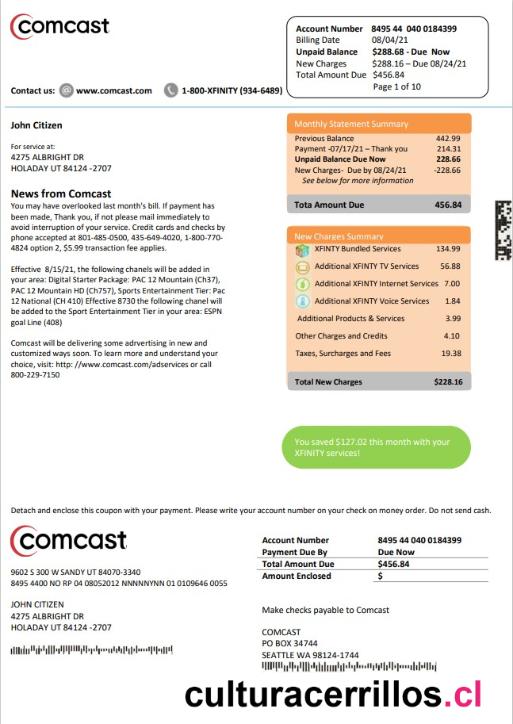 comcast
Account Number 8495 44 040 0184399
Billing Date 08/04/21
Unpaid Balance $288.68 - Due Now
New Charges $288.16 – Due 08/24/21
Total Amount Due $456.84
Page 1 of 10
Contact us: www.comcast.com 1-800-XFINITY (934-6489)
John Citizen
For service at:
4275 ALBRIGHT DR
HOLADAY UT 84124 -2707
News from Comcast
You may have overlooked last month's bill. If payment has
been made, Thank you, if not please mail immediately to
avoid interruption of your service. Credit cards and checks by
phone accepted at 801-485-0500, 435-649-4020, 1-800-770-
4824 option 2, $5.99 transaction fee applies.
Effective 8/15/21, the following chanels will be added in
your area: Digital Starter Package: PAC 12 Mountain (Ch37),
PAC 12 Mountain HD (Ch757), Sports Entertainment Tier: Pac
12 National (CH 410) Effective 8730 the following chanel will
be added to the Sport Entertainment Tier in your area: ESPN
goal Line (408)
Comcast will be delivering some advertising in new and
customized ways soon. To learn more and understand your
choice, visit: http: //www.comcast.com/adservices or call
800-229-7150
Monthly Statement Summary
Previous Balance 442.99
Payment -07/17/21 – Thank you 214.31
Unpaid Balance Due Now 228.66
New Charges- Due by 08/24/21 -228.66
See below for more information
Tota Amount Due 456.84
New Charges Summary
XFINITY Bundled Services 134.99
Additional XFINITY TV Services 56.88
Additional XFINITY Internet Services 7.00
Additional XFINITY Voice Services 1.84
Additional Products & Services 3.99
Other Charges and Credits 4.10
Taxes, Surcharges and Fees 19.38
Total New Charges $228.16
You saved $127.02 this month with your
XFINITY services!
Detach and enclose this coupon with your payment. Please write your account number on your check on money order. Do not send cash.
comcast
9602 S 300 W SANDY UT 84070-3340
8495 4400 NO RP 04 08052012 NNNNNYNN 01 0109646 0055
JOHN CITIZEN
4275 ALBRIGHT DR
HOLADAY UT 84124 -2707
Account Number 8495 44 040 0184399
Payment Due By Due Now
Total Amount Due $456.84
Amount Enclosed $
Make checks payable to Comcast
COMCAST
PO BOX 34744
SEATTLE WA 98124-1744
culturacerrillos.cl